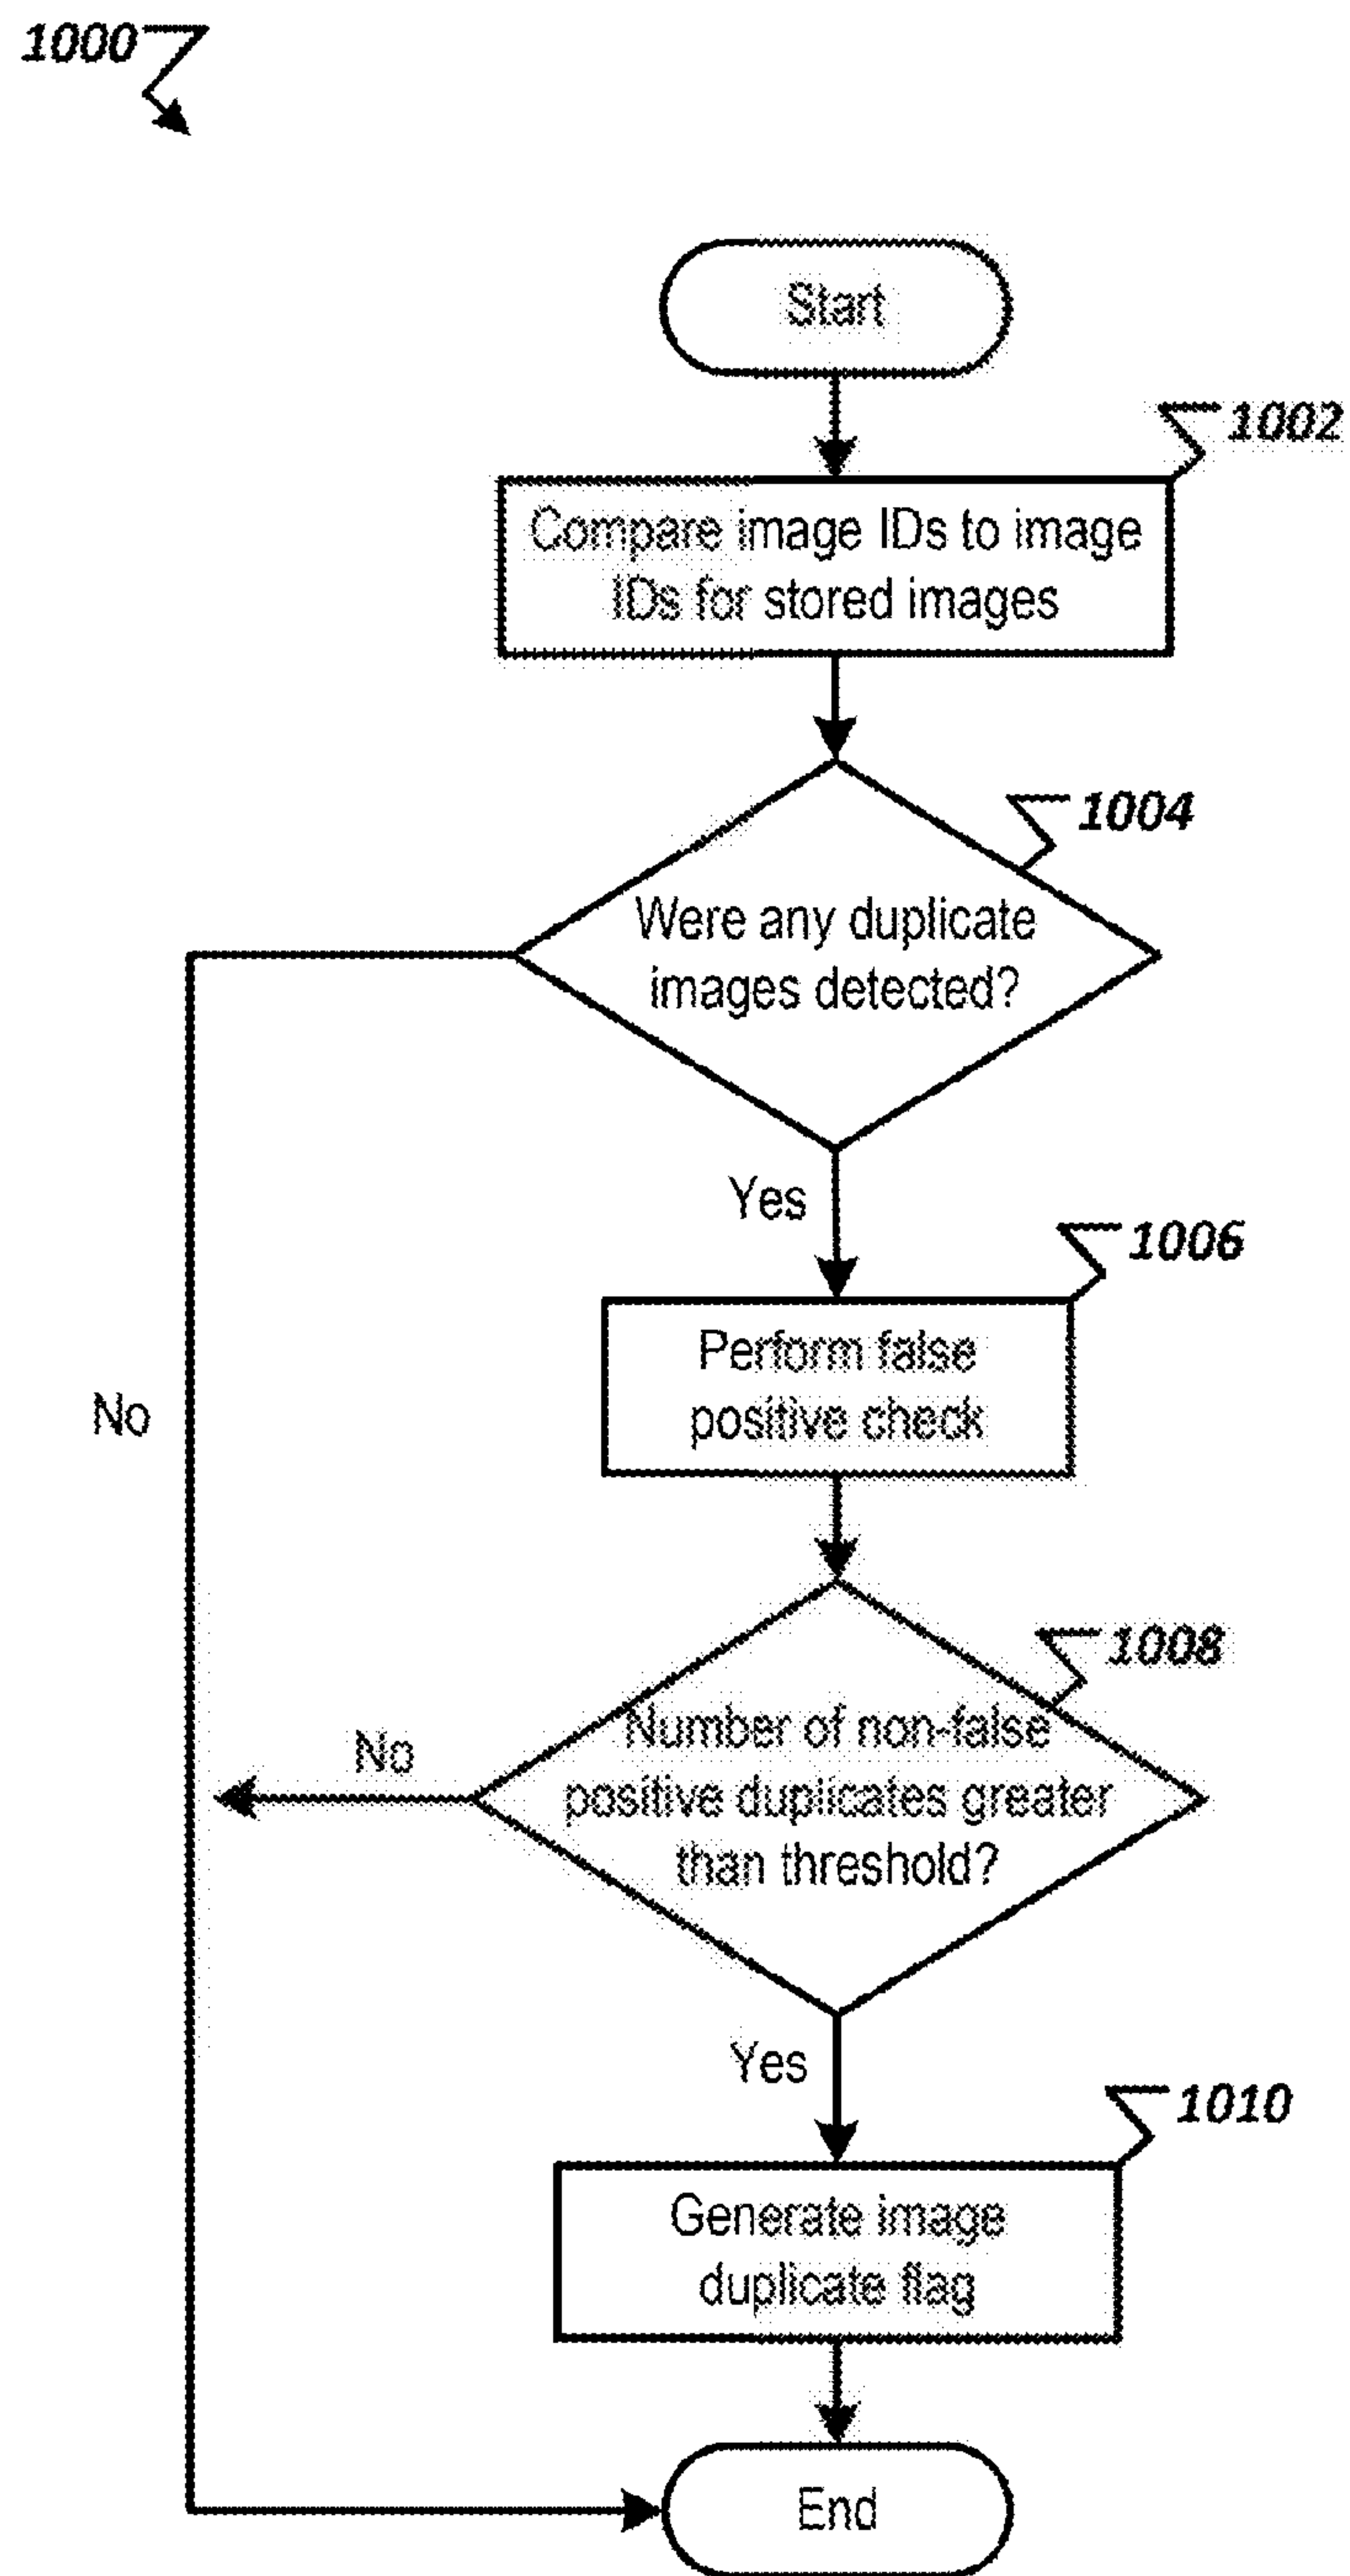 1000
Start
1002
Compare image IDs to image
IDs for stored images
1004
Were any duplicate
images detected?
Yes
1006
Perform false
positive check
No
1008
Number of non-false
positive duplicates greater
than threshold?
No
Yes
1010
Generate image
duplicate flag
End